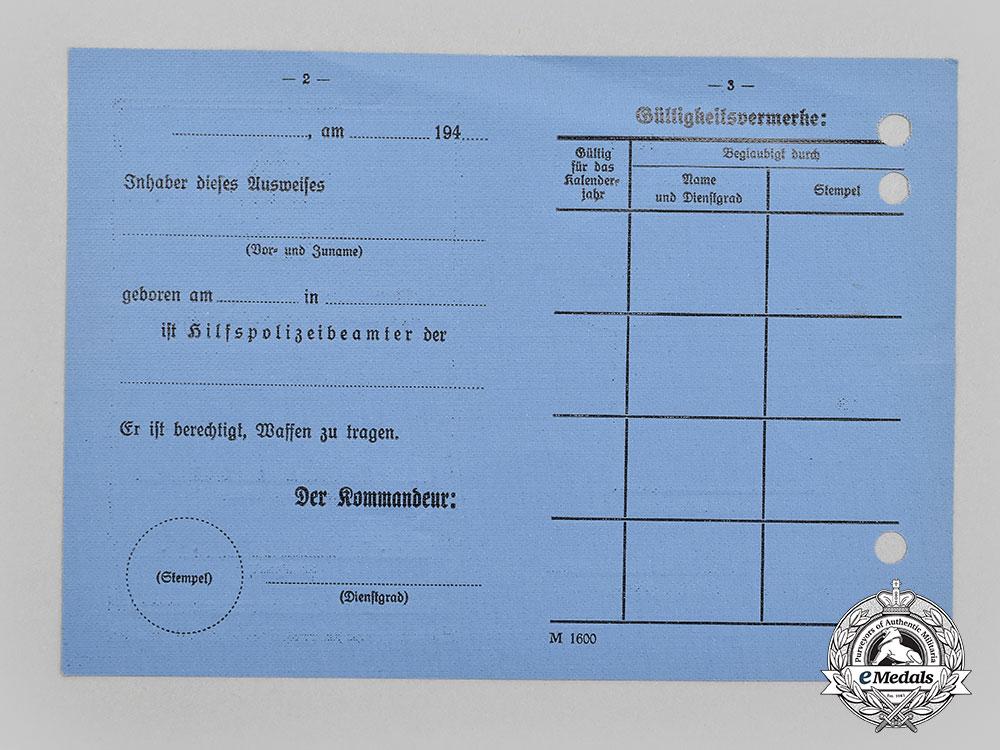 — 2 —
, am 194
Inhaber dieses Ausweises
(Vor- und Zuname)
geboren am in
ist Hilfspolizeibeamter der
Er ist berechtigt, Waffen zu tragen.
Der Kommandeur:
(Stempel)
(Dienstgrad)
— 3 —
Gültigkeitsvermerke:
Gültig
für das
Kalender-
jahr
Beglaubigt durch
Name
und Dienstgrad
Stempel
M 1600
Purveyors of Authentic Militaria
eMedals